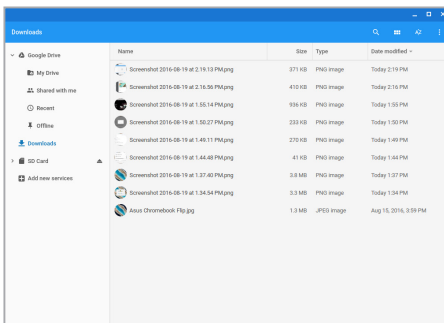 Downloads
Google Drive
My Drive
Shared with me
Recent
Offline
Downloads
SD Card
Add new services
Name Size Type Date modified
Screenshot 2016-08-19 at 2.19.13 PM.png 371 KB PNG image Today 2:19 PM
Screenshot 2016-08-19 at 2.16.56 PM.png 410 KB PNG image Today 2:16 PM
Screenshot 2016-08-19 at 1.55.14 PM.png 936 KB PNG image Today 1:55 PM
Screenshot 2016-08-19 at 1.50.27 PM.png 233 KB PNG image Today 1:50 PM
Screenshot 2016-08-19 at 1.49.11 PM.png 270 KB PNG image Today 1:49 PM
Screenshot 2016-08-19 at 1.44.48 PM.png 41 KB PNG image Today 1:44 PM
Screenshot 2016-08-19 at 1.37.40 PM.png 3.8 MB PNG image Today 1:37 PM
Screenshot 2016-08-19 at 1.34.54 PM.png 3.3 MB PNG image Today 1:34 PM
Asus Chromebook Flip.jpg 1.3 MB JPEG image Aug 15, 2016, 3:59 PM